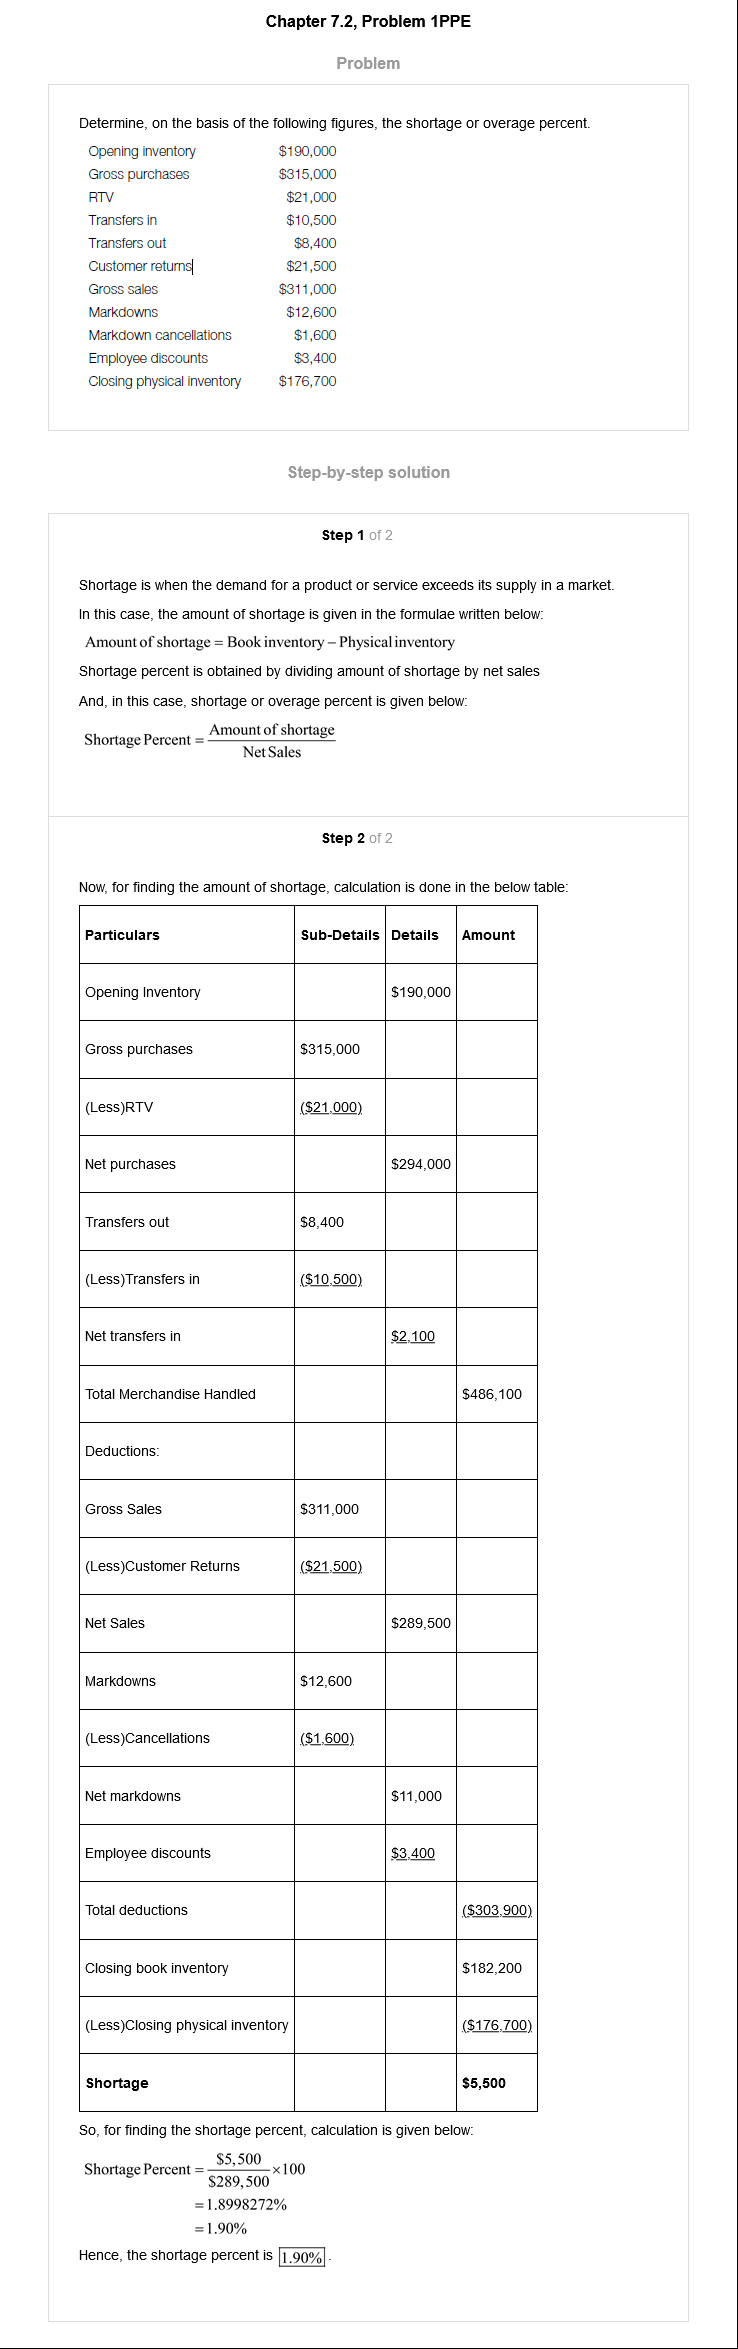 Chapter 7.2, Problem 1PPE
Problem
Determine, on the basis of the following figures, the shortage or overage percent.
Opening inventory $190,000
Gross purchases $315,000
RTV $21,000
Transfers in $10,500
Transfers out $8,400
Customer returns $21,500
Gross sales $311,000
Markdowns $12,600
Markdown cancellations $1,600
Employee discounts $3,400
Closing physical inventory $176,700
Step-by-step solution
Step 1 of 2
Shortage is when the demand for a product or service exceeds its supply in a market.
In this case, the amount of shortage is given in the formulae written below:
Amount of shortage = Book inventory – Physical inventory
Shortage percent is obtained by dividing amount of shortage by net sales
And, in this case, shortage or overage percent is given below:
Shortage Percent = Amount of shortage
Net Sales
Step 2 of 2
Now, for finding the amount of shortage, calculation is done in the below table:
Particulars Sub-Details Details Amount
Opening Inventory $190,000
Gross purchases $315,000
(Less)RTV ($21,000)
Net purchases $294,000
Transfers out $8,400
(Less)Transfers in ($10,500)
Net transfers in $2,100
Total Merchandise Handled $486,100
Deductions:
Gross Sales $311,000
(Less)Customer Returns ($21,500)
Net Sales $289,500
Markdowns $12,600
(Less)Cancellations ($1,600)
Net markdowns $11,000
Employee discounts $3,400
Total deductions ($303,900)
Closing book inventory $182,200
(Less)Closing physical inventory ($176,700)
Shortage $5,500
So, for finding the shortage percent, calculation is given below:
Shortage Percent = $5,500
$289,500 ×100
=1.8998272%
=1.90%
Hence, the shortage percent is 1.90% .